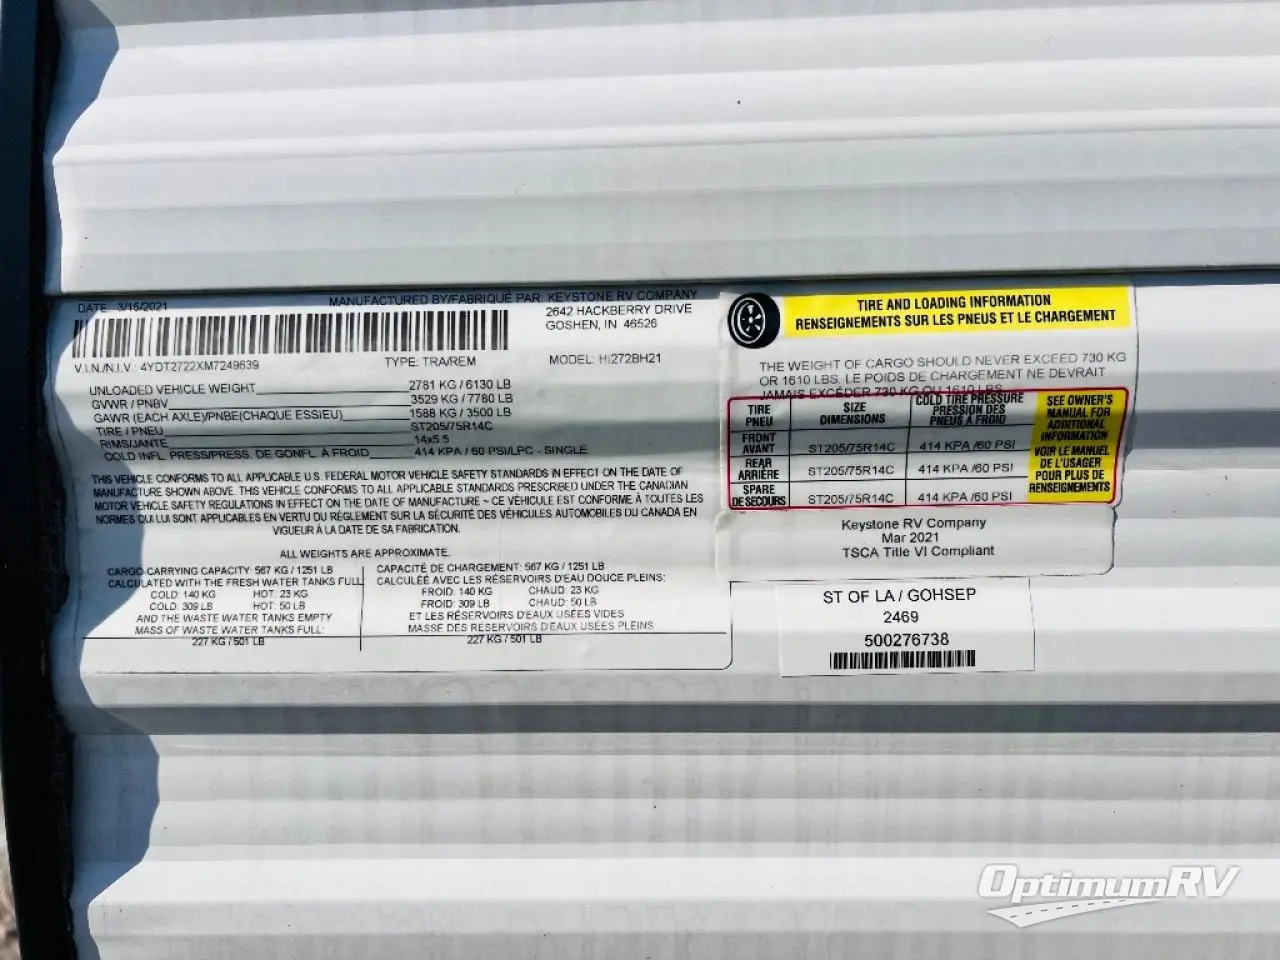 DATE: 3/15/2021
MANUFACTURED BY/FABRIQUÉ PAR: KEYSTONE RV COMPANY
2642 HACKBERRY DRIVE
GOSHEN, IN 46526
V.I.N./N.I.V.: 4YDT2722XM7249639 TYPE: TRA/REM MODEL: HI272BH21
UNLOADED VEHICLE WEIGHT 2781 KG / 6130 LB
GVWR / PNBV 3529 KG / 7780 LB
GAWR (EACH AXLE)/PNBE(CHAQUE ESSIEU) 1588 KG / 3500 LB
TIRE / PNEU ST205/75R14C
RIMS/JANTE 14x5.5
COLD INFL. PRESS/PRESS. DE GONFL. À FROID 414 KPA / 60 PSI/LPC - SINGLE
THIS VEHICLE CONFORMS TO ALL APPLICABLE U.S. FEDERAL MOTOR VEHICLE SAFETY STANDARDS IN EFFECT ON THE DATE OF
MANUFACTURE SHOWN ABOVE. THIS VEHICLE CONFORMS TO ALL APPLICABLE STANDARDS PRESCRIBED UNDER THE CANADIAN
MOTOR VEHICLE SAFETY REGULATIONS IN EFFECT ON THE DATE OF MANUFACTURE ~ CE VÉHICULE EST CONFORME À TOUTES LES
NORMES QUI LUI SONT APPLICABLES EN VERTU DU RÈGLEMENT SUR LA SÉCURITÉ DES VÉHICULES AUTOMOBILES DU CANADA EN
VIGUEUR À LA DATE DE SA FABRICATION.
ALL WEIGHTS ARE APPROXIMATE.
CARGO CARRYING CAPACITY: 567 KG / 1251 LB
CALCULATED WITH THE FRESH WATER TANKS FULL
COLD: 140 KG HOT: 23 KG
COLD: 309 LB HOT: 50 LB
AND THE WASTE WATER TANKS EMPTY
MASS OF WASTE WATER TANKS FULL:
227 KG / 501 LB
CAPACITÉ DE CHARGEMENT: 567 KG / 1251 LB
CALCULÉE AVEC LES RÉSERVOIRS D'EAU DOUCE PLEINS:
FROID: 140 KG CHAUD: 23 KG
FROID: 309 LB CHAUD: 50 LB
ET LES RÉSERVOIRS D'EAUX USÉES VIDES
MASSE DES RESERVOIRS D'EAUX USÉES PLEINS:
227 KG / 501 LB
TIRE AND LOADING INFORMATION
RENSEIGNEMENTS SUR LES PNEUS ET LE CHARGEMENT
THE WEIGHT OF CARGO SHOULD NEVER EXCEED 730 KG
OR 1610 LBS. LE POIDS DE CHARGEMENT NE DEVRAIT
JAMAIS EXCÉDER 730 KG OU 1610 LBS
TIRE
PNEU
SIZE
DIMENSIONS
COLD TIRE PRESSURE
PRESSION DES
PNEUS A FROID
FRONT
AVANT
ST205/75R14C 414 KPA /60 PSI
REAR
ARRIÈRE
ST205/75R14C 414 KPA /60 PSI
SPARE
DE SECOURS
ST205/75R14C 414 KPA /60 PSI
SEE OWNER'S
MANUAL FOR
ADDITIONAL
INFORMATION
VOIR LE MANUEL
DE L'USAGER
POUR PLUS DE
RENSEIGNEMENTS
Keystone RV Company
Mar 2021
TSCA Title VI Compliant
ST OF LA / GOHSEP
2469
500276738
OptimumRV